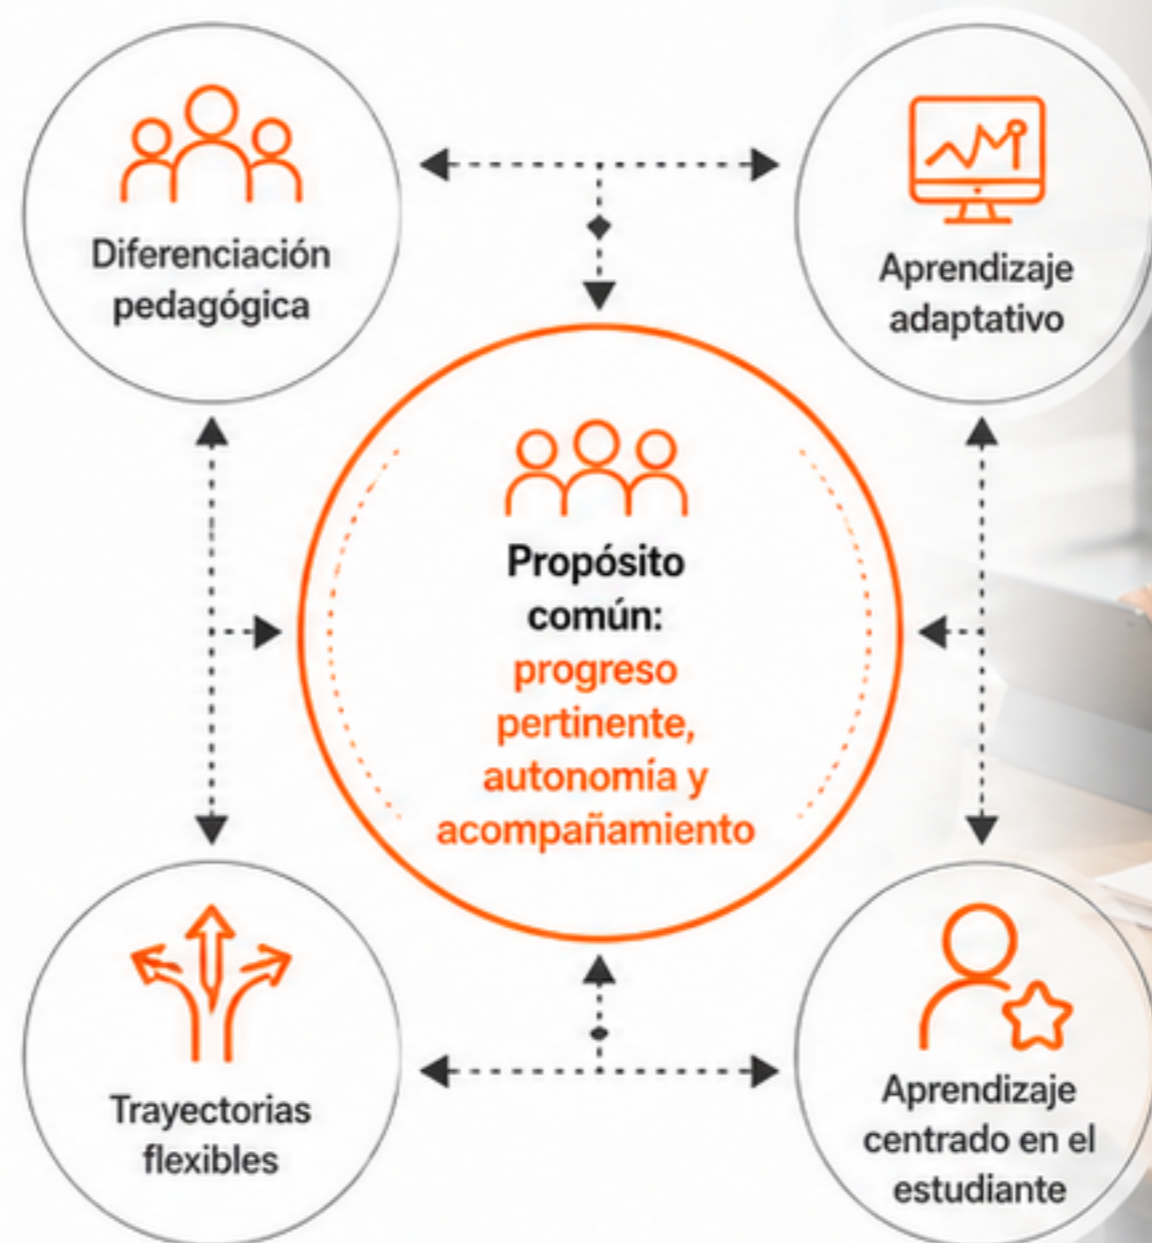 Diferenciación
pedagógica
Aprendizaje
adaptativo
Propósito
común:
progreso
pertinente,
autonomía y
acompañamiento
Trayectorias
flexibles
Aprendizaje
centrado en el
estudiante